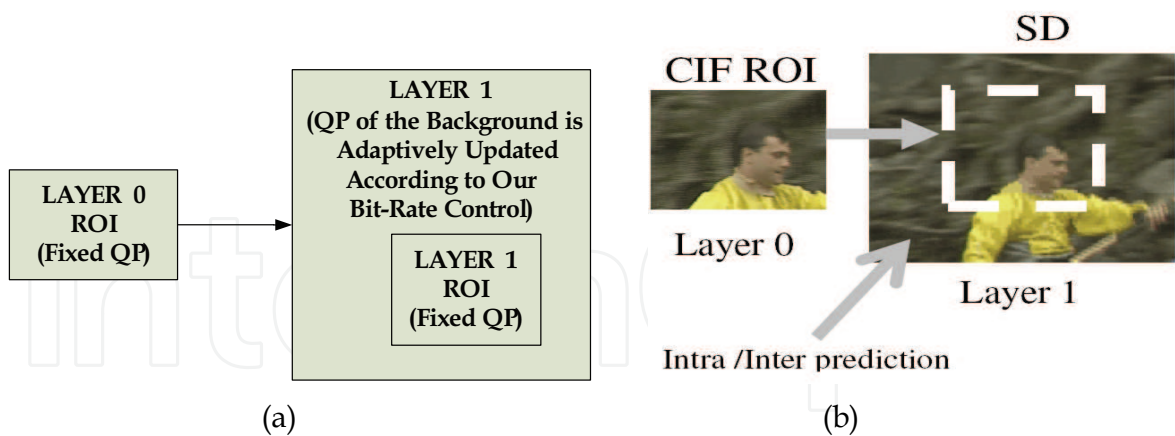 LAYER 0
ROI
(Fixed QP)
LAYER 1
(QP of the Background is
Adaptively Updated
According to Our
Bit-Rate Control)
LAYER 1
ROI
(Fixed QP)
(a)
CIF ROI
Layer 0
SD
Layer 1
Intra /Inter prediction
(b)